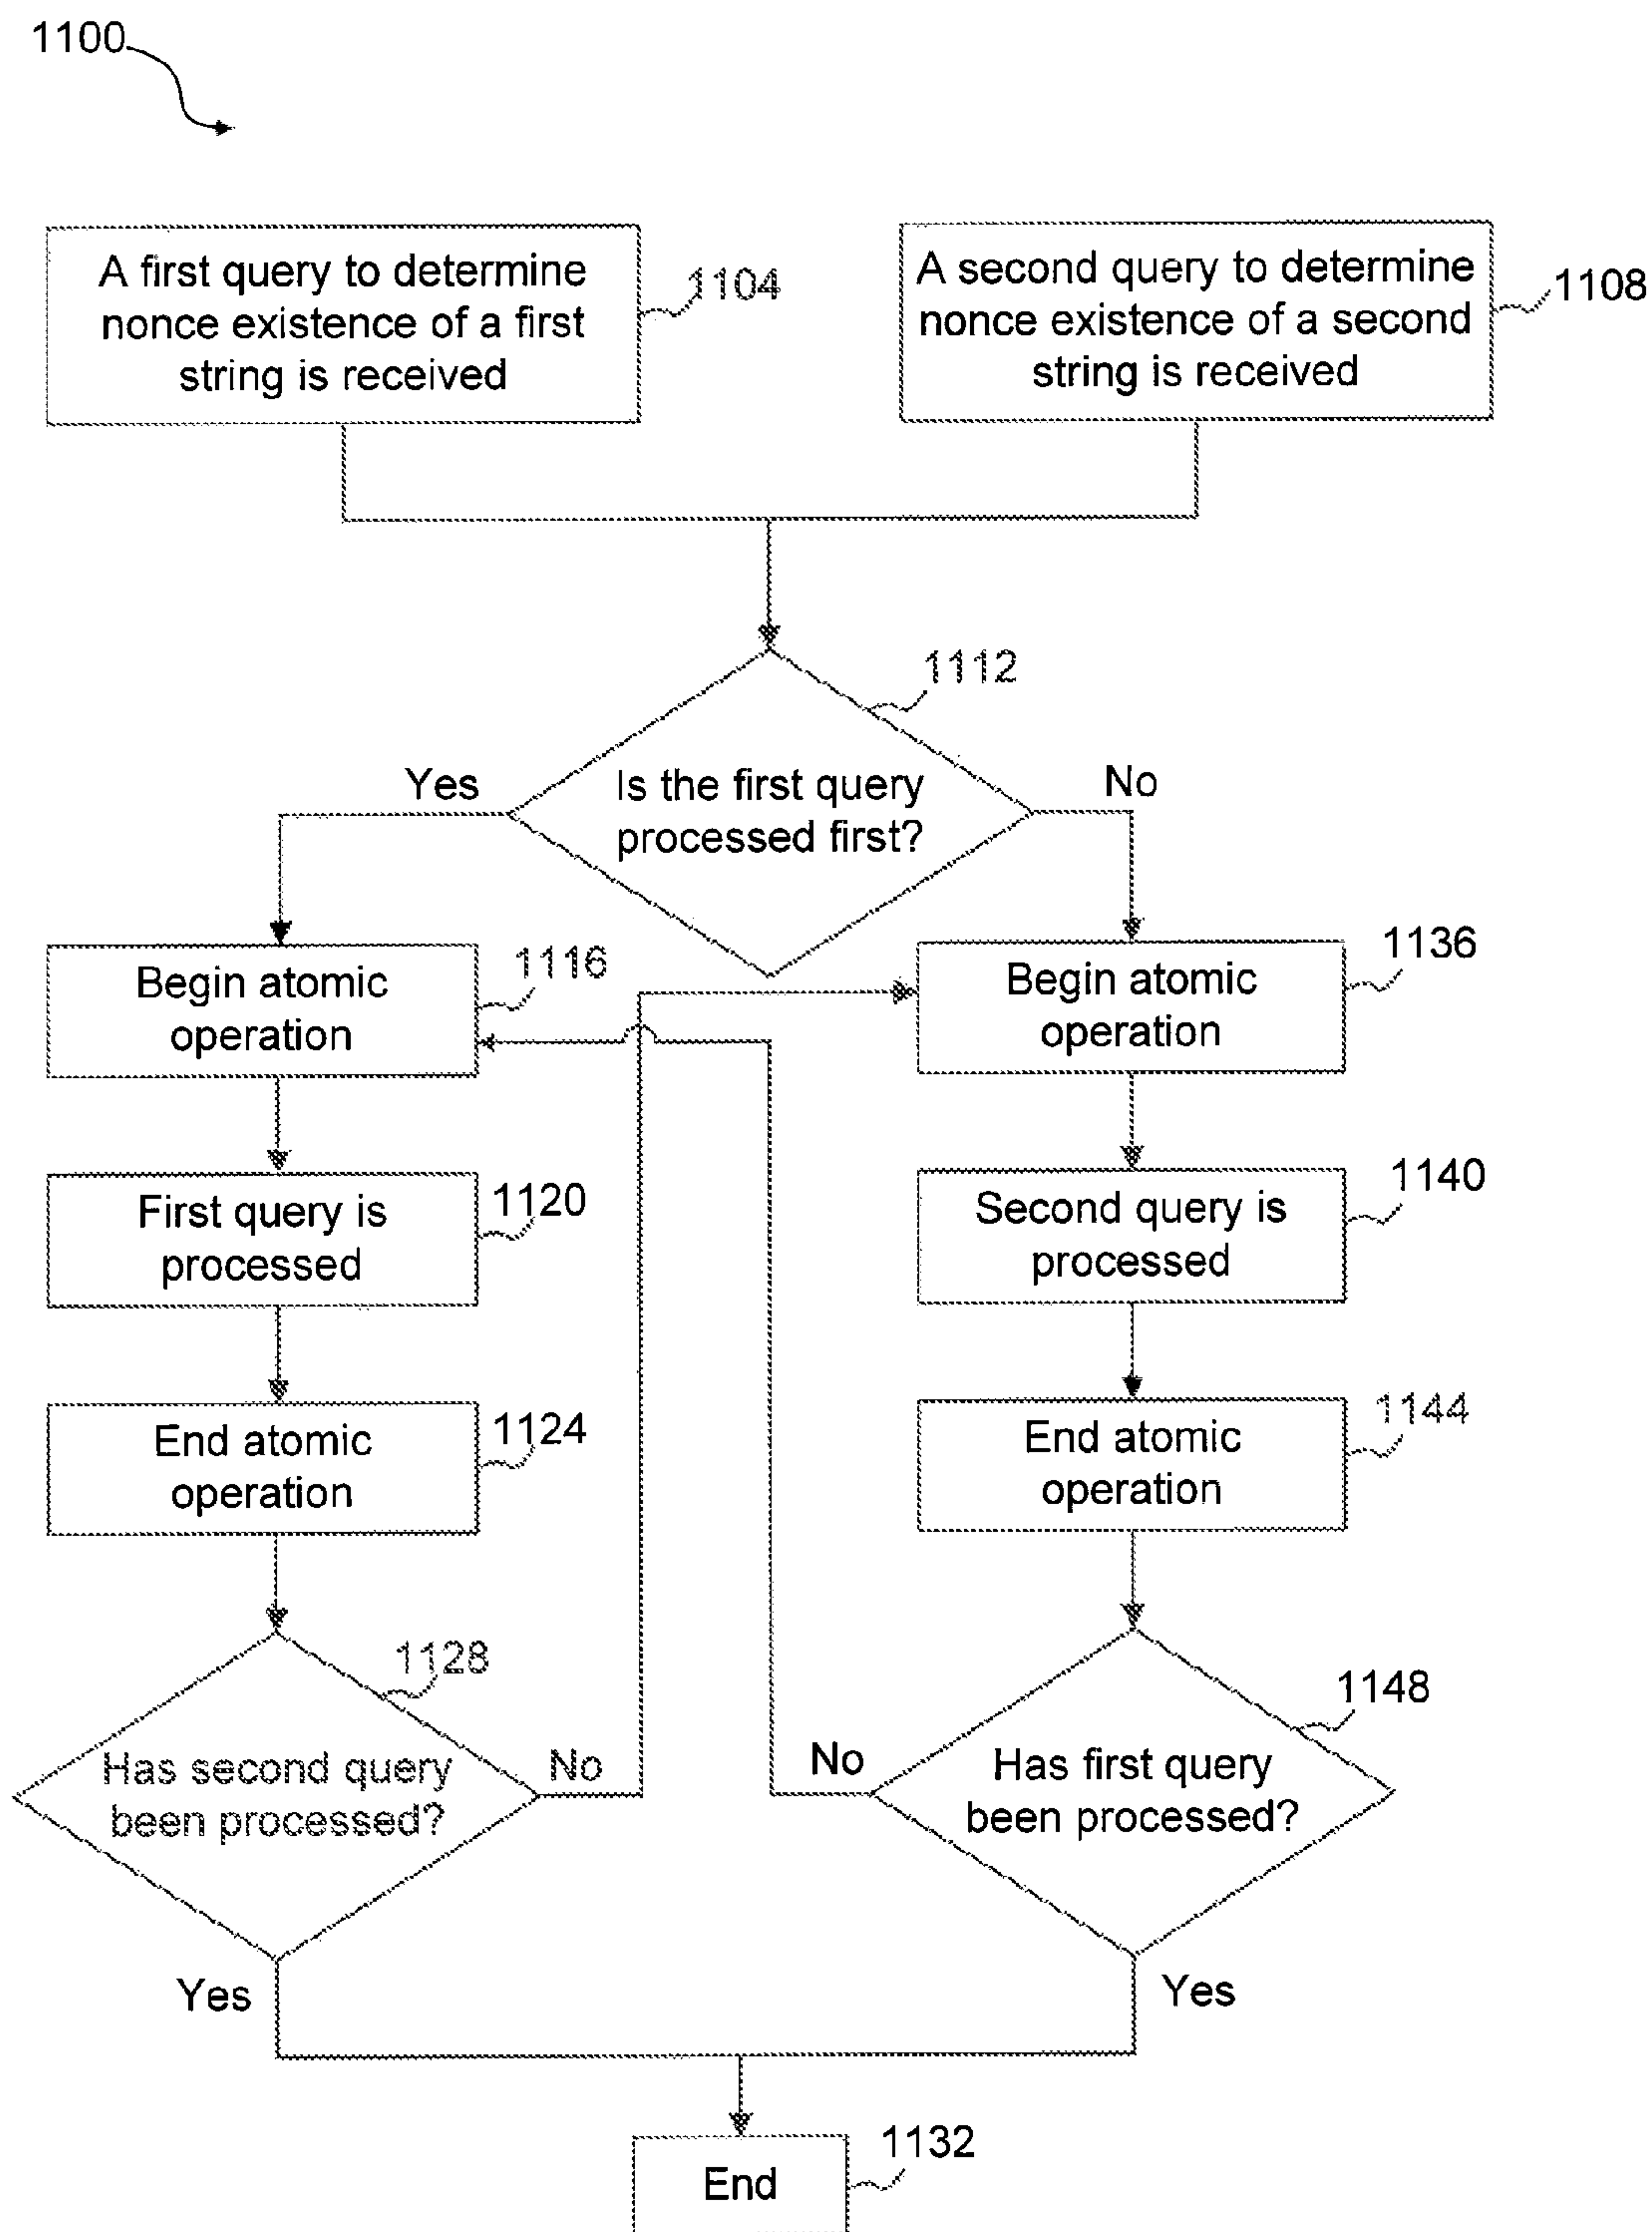 1100
A first query to determine
nonce existence of a first
string is received
1104
A second query to determine
nonce existence of a second
string is received
1108
1112
Is the first query
processed first?
Yes
No
Begin atomic
operation
1116
Begin atomic
operation
1136
First query is
processed
1120
Second query is
processed
1140
End atomic
operation
1124
End atomic
operation
1144
1128
Has second query
been processed?
No
1148
Has first query
been processed?
No
Yes
Yes
End
1132